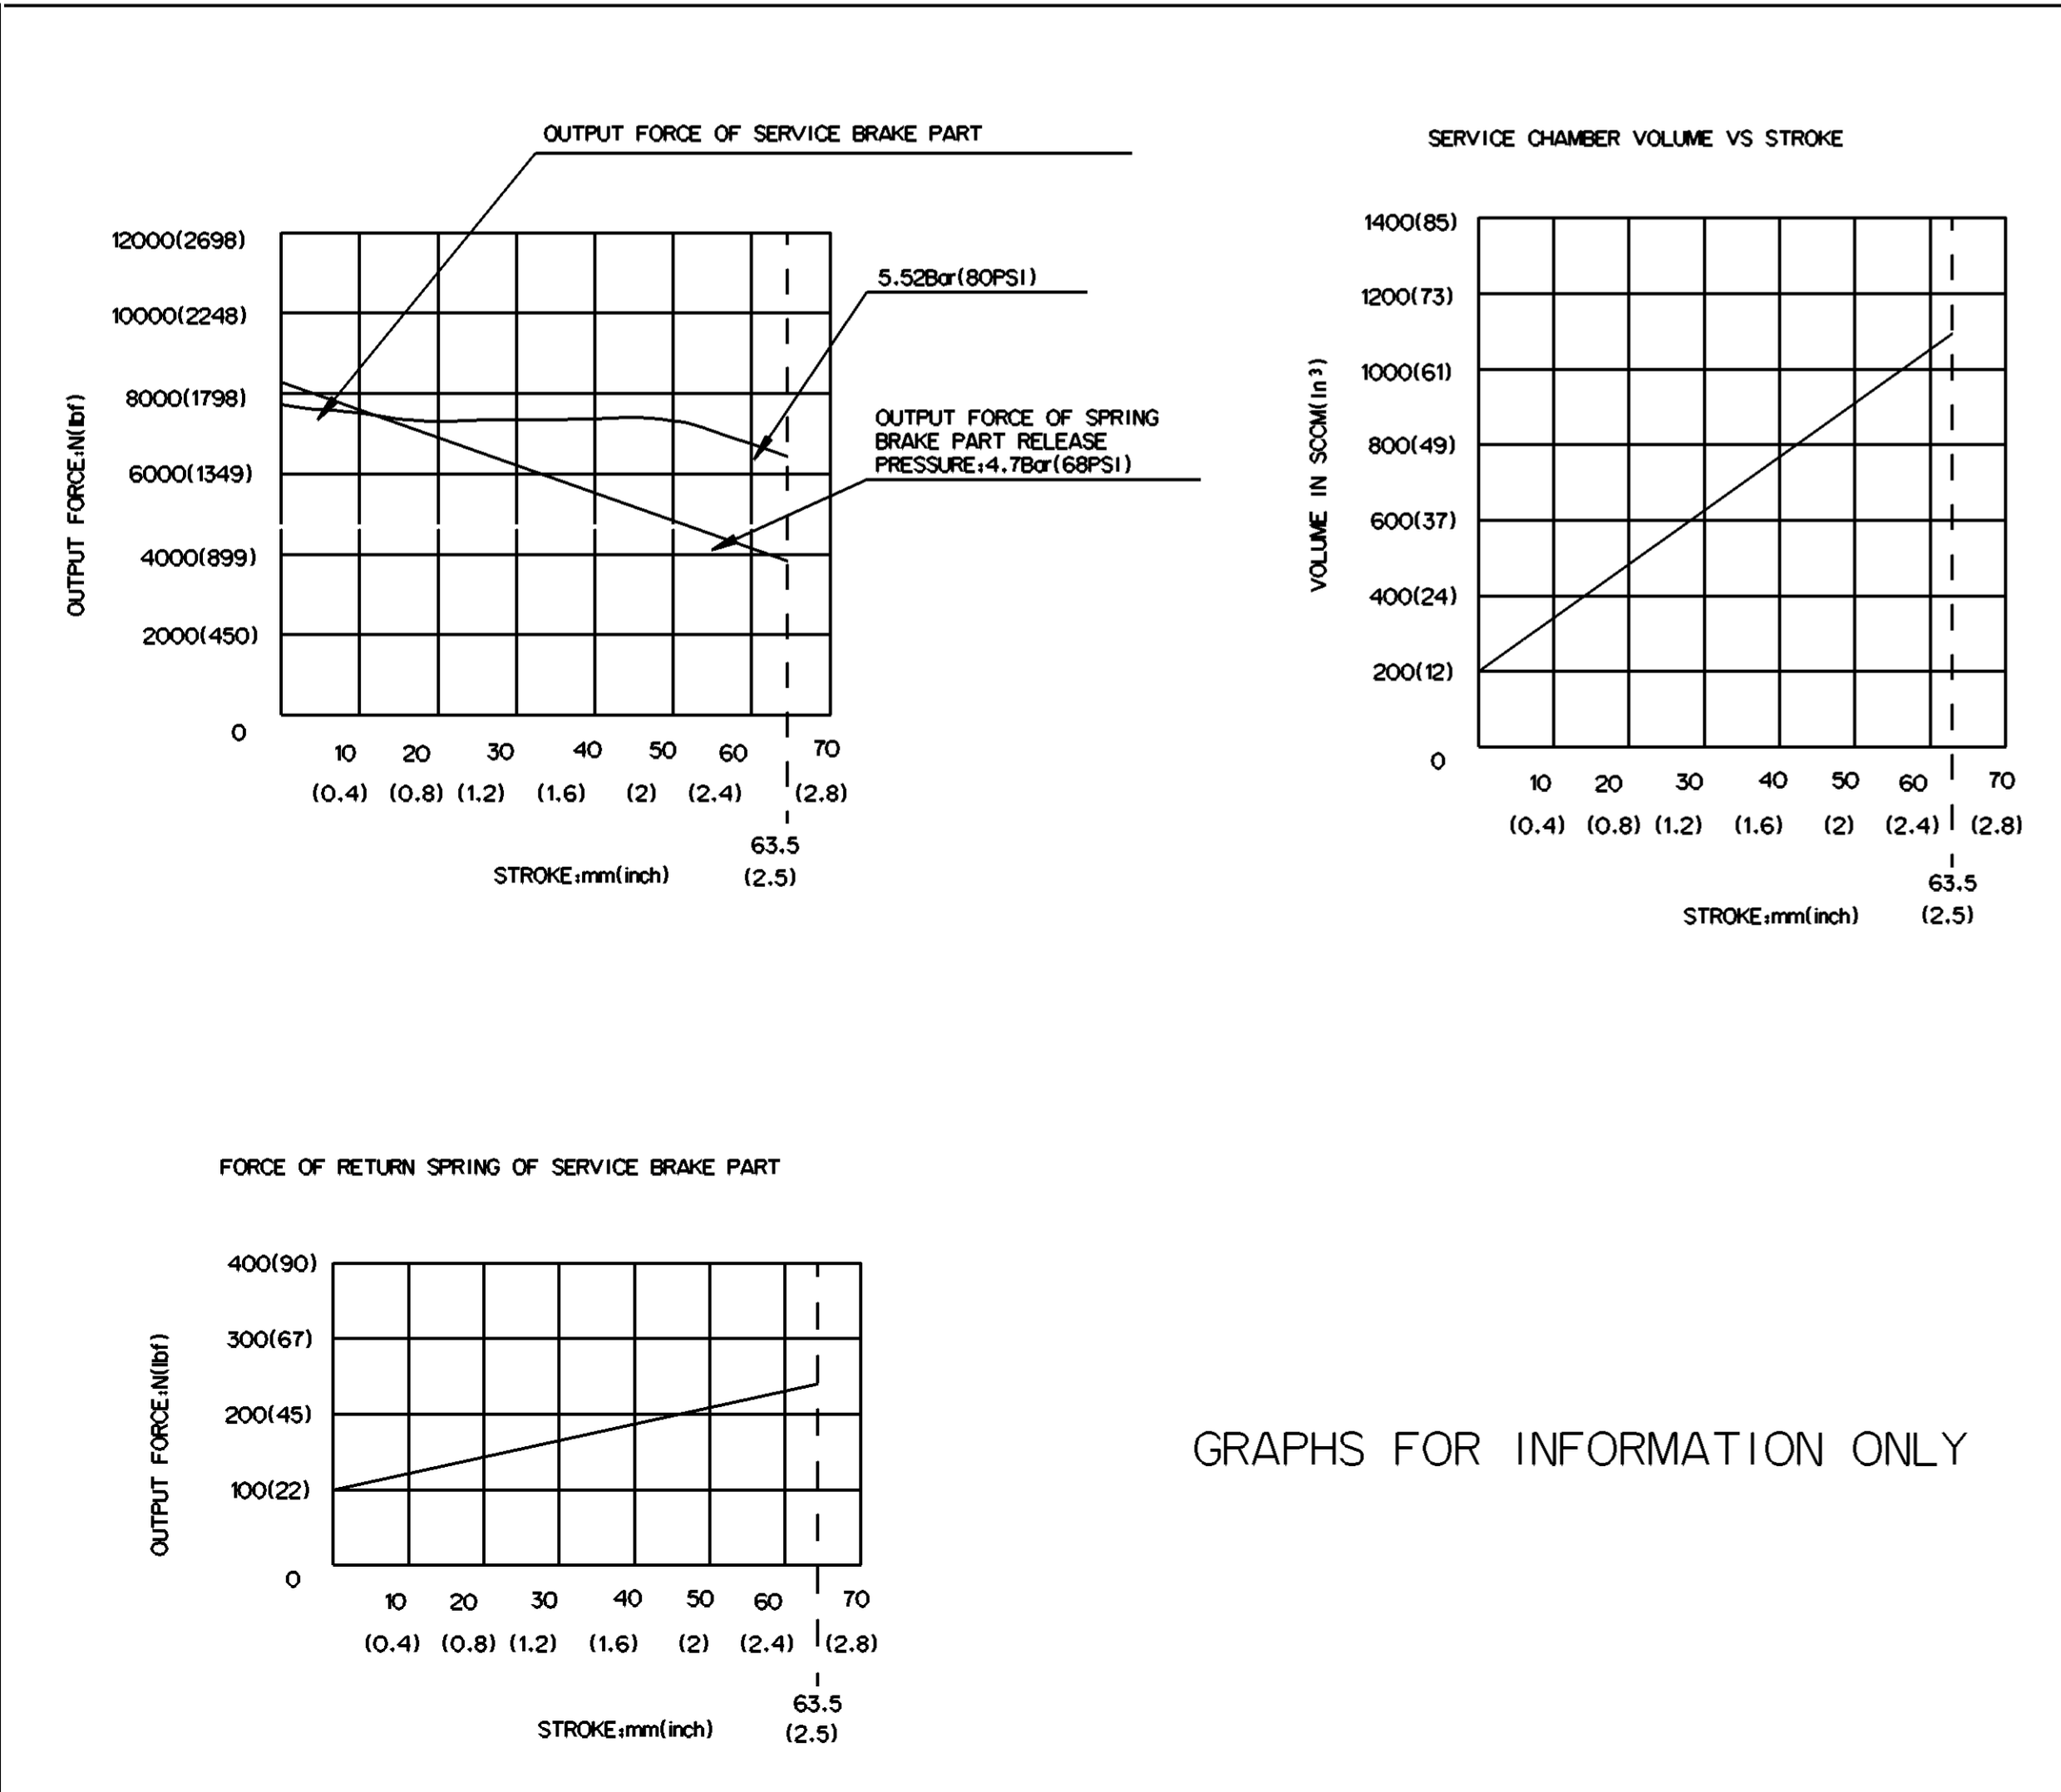 OUTPUT FORCE OF SERVICE BRAKE PART
12000(2698)
10000(2248)
8000(1798)
6000(1349)
4000(899)
2000(450)
0
OUTPUT FORCE:N(lbf)
5.52Bar(80PSI)
OUTPUT FORCE OF SPRING
BRAKE PART RELEASE
PRESSURE:4.7Bar(68PSI)
10 20 30 40 50 60 70
(0.4) (0.8) (1.2) (1.6) (2) (2.4) (2.8)
63.5
STROKE:mm(inch) (2.5)
SERVICE CHAMBER VOLUME VS STROKE
1400(85)
1200(73)
1000(61)
800(49)
600(37)
400(24)
200(12)
0
VOLUME IN SCCM(in³)
10 20 30 40 50 60 70
(0.4) (0.8) (1.2) (1.6) (2) (2.4) (2.8)
63.5
STROKE:mm(inch) (2.5)
FORCE OF RETURN SPRING OF SERVICE BRAKE PART
400(90)
300(67)
200(45)
100(22)
0
OUTPUT FORCE:N(lbf)
10 20 30 40 50 60 70
(0.4) (0.8) (1.2) (1.6) (2) (2.4) (2.8)
63.5
STROKE:mm(inch) (2.5)
GRAPHS FOR INFORMATION ONLY